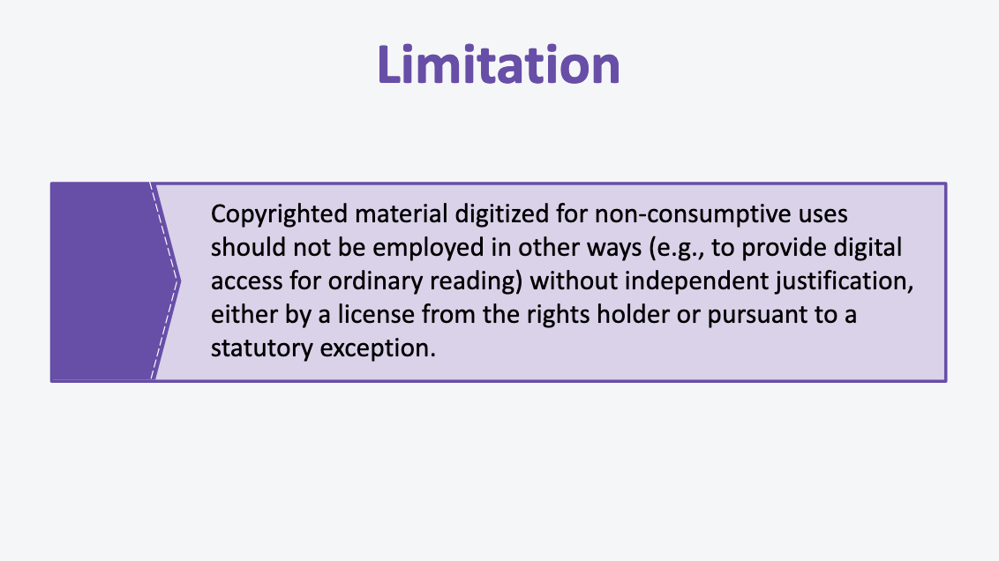 Limitation
Copyrighted material digitized for non-consumptive uses
should not be employed in other ways (e.g., to provide digital
access for ordinary reading) without independent justification,
either by a license from the rights holder or pursuant to a
statutory exception.